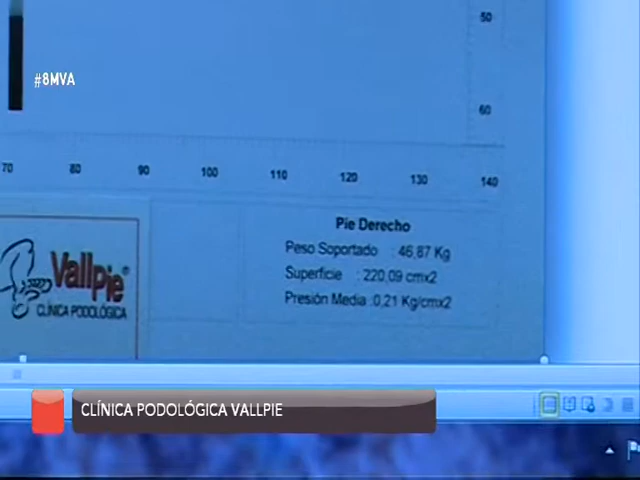 50
#8MVA
60
70 80 90 100 110 120 130 140
Pie Derecho
Peso Soportado : 46,87 Kg
Superficie : 220,09 cmx2
Presión Media :0,21 Kg/cmx2
VallPie®
CLÍNICA PODOLÓGICA
CLÍNICA PODOLÓGICA VALLPIE